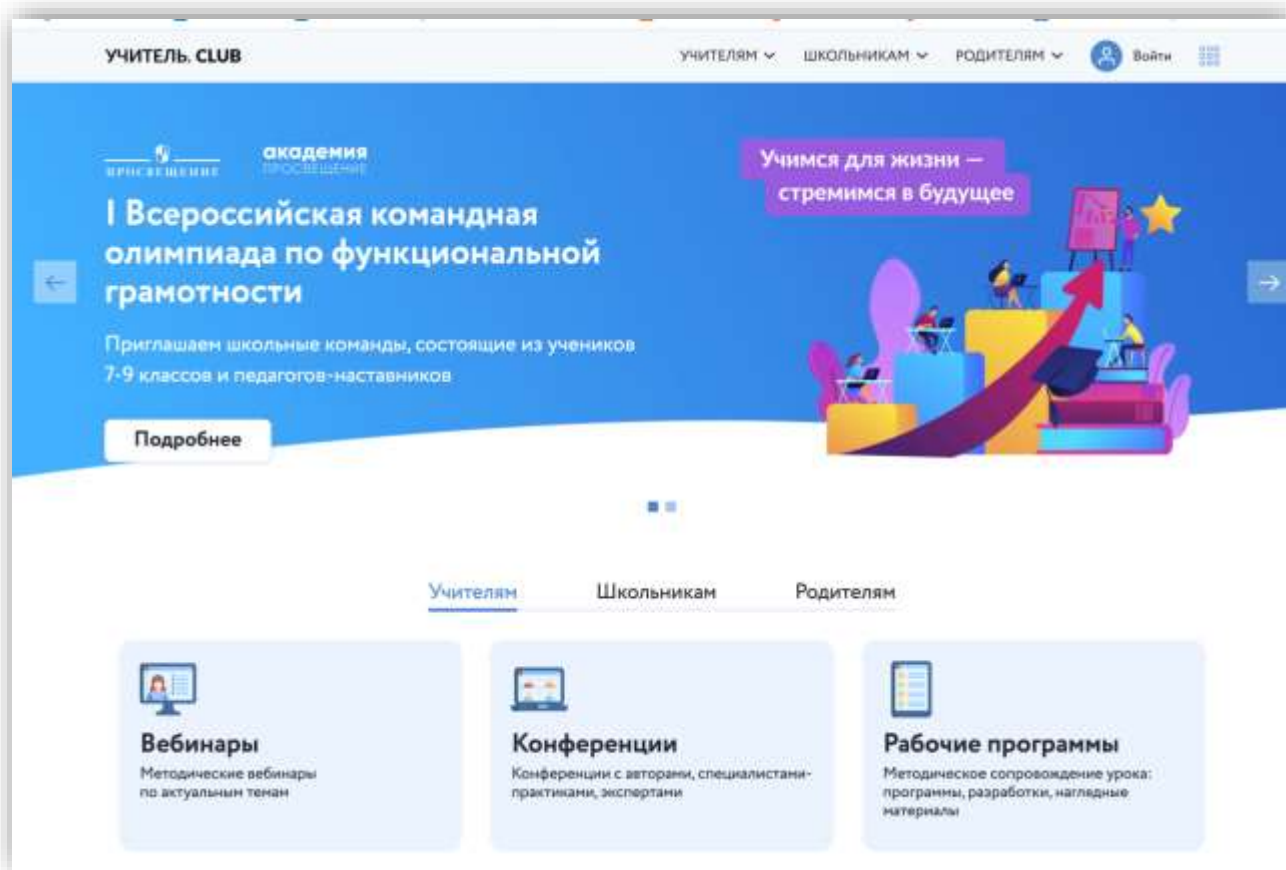 УЧИТЕЛЬ. CLUB
УЧИТЕЛЯМ
ШКОЛЬНИКАМ
РОДИТЕЛЯМ
Войти
ПРОСВЕЩЕНИЕ
академия
ПРОСВЕЩЕНИЕ
I Всероссийская командная
олимпиада по функциональной
грамотности
Приглашаем школьные команды, состоящие из учеников
7-9 классов и педагогов-наставников
Подробнее
Учимся для жизни —
стремимся в будущее
Учителям
Школьникам
Родителям
Вебинары
Методические вебинары
по актуальным темам
Конференции
Конференции с авторами, специалистами-
практиками, экспертами
Рабочие программы
Методическое сопровождение урока:
программы, разработки, наглядные
материалы